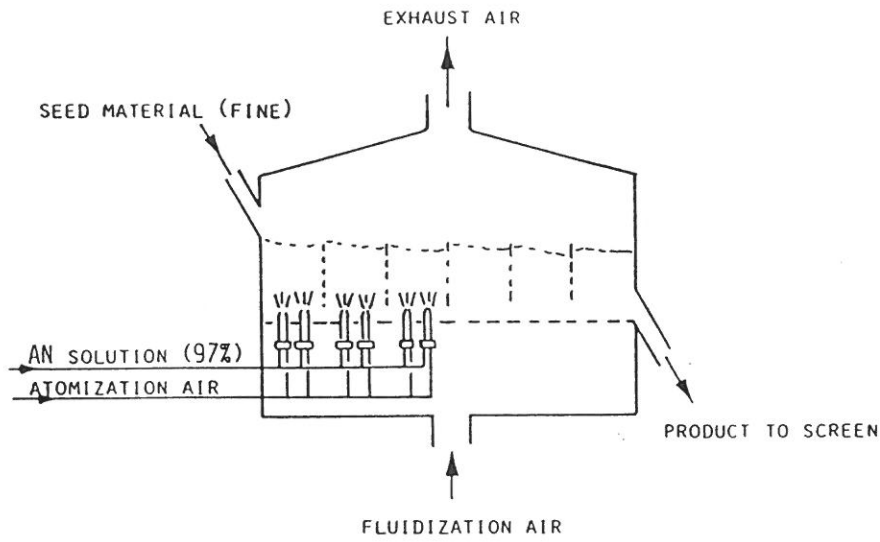 EXHAUST AIR
SEED MATERIAL (FINE)
AN SOLUTION (97%)
ATOMIZATION AIR
PRODUCT TO SCREEN
FLUIDIZATION AIR